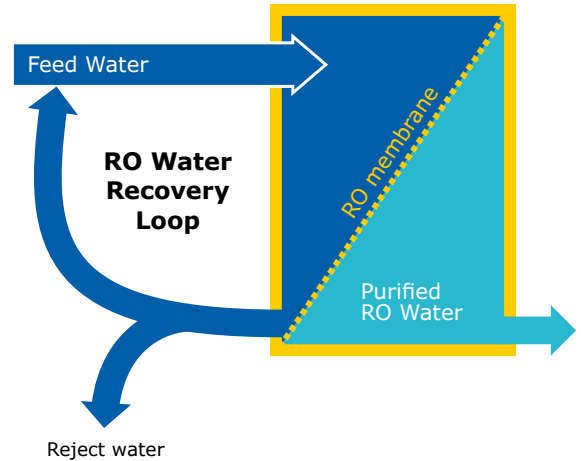 Feed Water
RO Water
Recovery
Loop
RO membrane
Purified
RO Water
Reject water